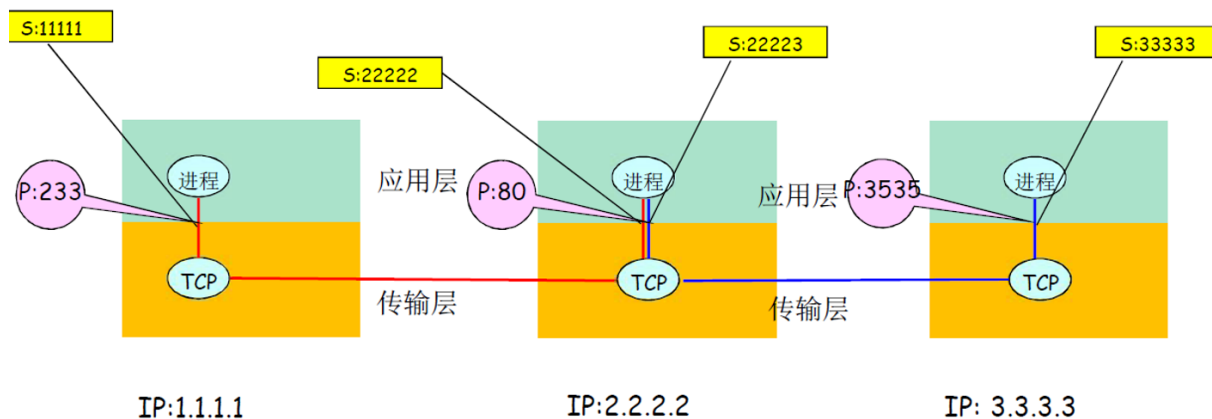 S:11111
S:22223
S:33333
S:22222
进程
进程
进程
P:233
应用层
P:80
应用层
P:3535
TCP
TCP
TCP
传输层
传输层
IP:1.1.1.1
IP:2.2.2.2
IP: 3.3.3.3